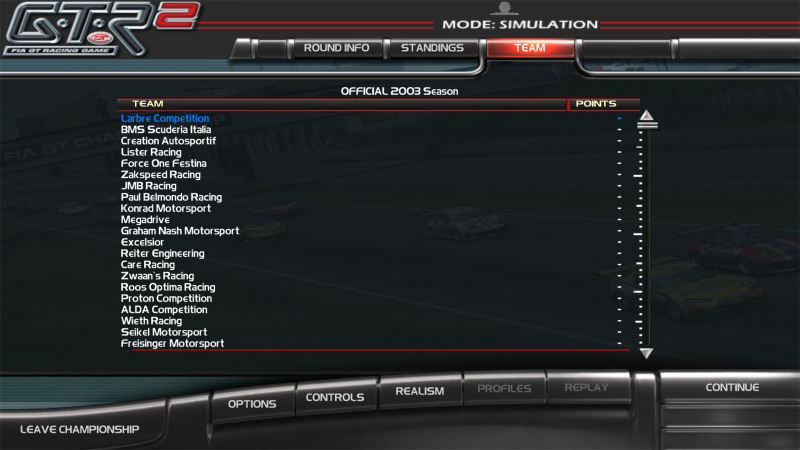 G.T.R 2
FIA GT RACING GAME
MODE: SIMULATION
ROUND INFO
STANDINGS
TEAM
OFFICIAL 2003 Season
TEAM POINTS
Larbre Competition -
BMS Scuderia Italia -
Creation Autosportif -
Lister Racing -
Force One Festina -
Zakspeed Racing -
JMB Racing -
Paul Belmondo Racing -
Konrad Motorsport -
Megadrive -
Graham Nash Motorsport -
Excelsior -
Reiter Engineering -
Care Racing -
Zwaan's Racing -
Roos Optima Racing -
Proton Competition -
ALDA Competition -
Wieth Racing -
Seikel Motorsport -
Freisinger Motorsport -
LEAVE CHAMPIONSHIP
OPTIONS
CONTROLS
REALISM
PROFILES
REPLAY
CONTINUE